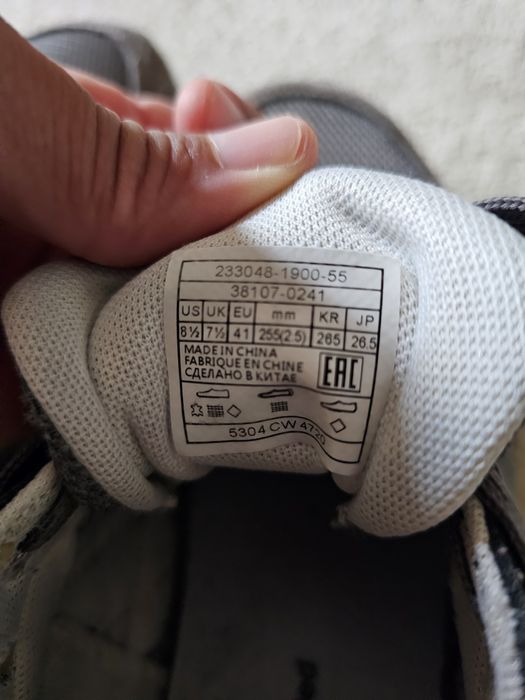 233048-1900-55
38107-0241
US UK EU mm KR JP
8½ 7½ 41 255(2.5) 265 26.5
MADE IN CHINA
FABRIQUE EN CHINE
СДЕЛАНО В КИТАЕ
EAC
5304 CW